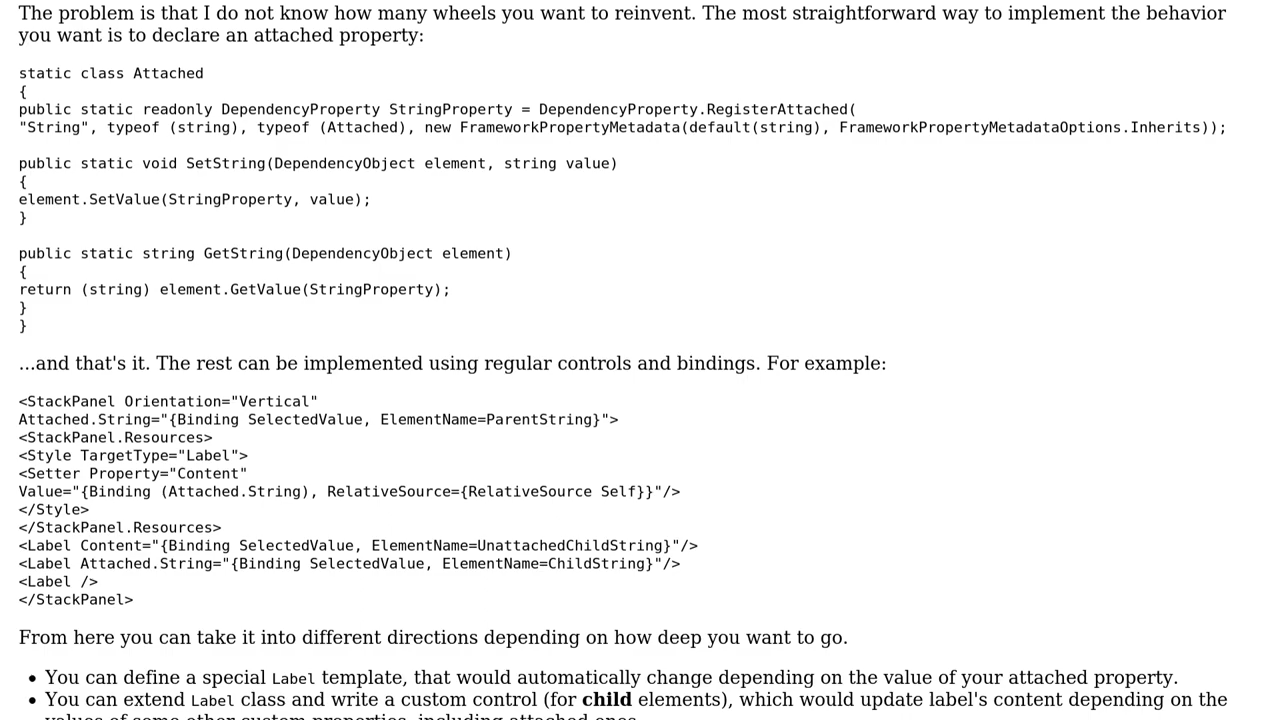 The problem is that I do not know how many wheels you want to reinvent. The most straightforward way to implement the behavior
you want is to declare an attached property:
static class Attached
{
public static readonly DependencyProperty StringProperty = DependencyProperty.RegisterAttached(
"String", typeof (string), typeof (Attached), new FrameworkPropertyMetadata(default(string), FrameworkPropertyMetadataOptions.Inherits));
public static void SetString(DependencyObject element, string value)
{
element.SetValue(StringProperty, value);
}
public static string GetString(DependencyObject element)
{
return (string) element.GetValue(StringProperty);
}
}
...and that's it. The rest can be implemented using regular controls and bindings. For example:
<StackPanel Orientation="Vertical"
Attached.String="{Binding SelectedValue, ElementName=ParentString}">
<StackPanel.Resources>
<Style TargetType="Label">
<Setter Property="Content"
Value="{Binding (Attached.String), RelativeSource={RelativeSource Self}}"/>
</Style>
</StackPanel.Resources>
<Label Content="{Binding SelectedValue, ElementName=UnattachedChildString}"/>
<Label Attached.String="{Binding SelectedValue, ElementName=ChildString}"/>
<Label />
</StackPanel>
From here you can take it into different directions depending on how deep you want to go.
• You can define a special Label template, that would automatically change depending on the value of your attached property.
• You can extend Label class and write a custom control (for child elements), which would update label's content depending on the
values of some other custom properties, including attached ones.